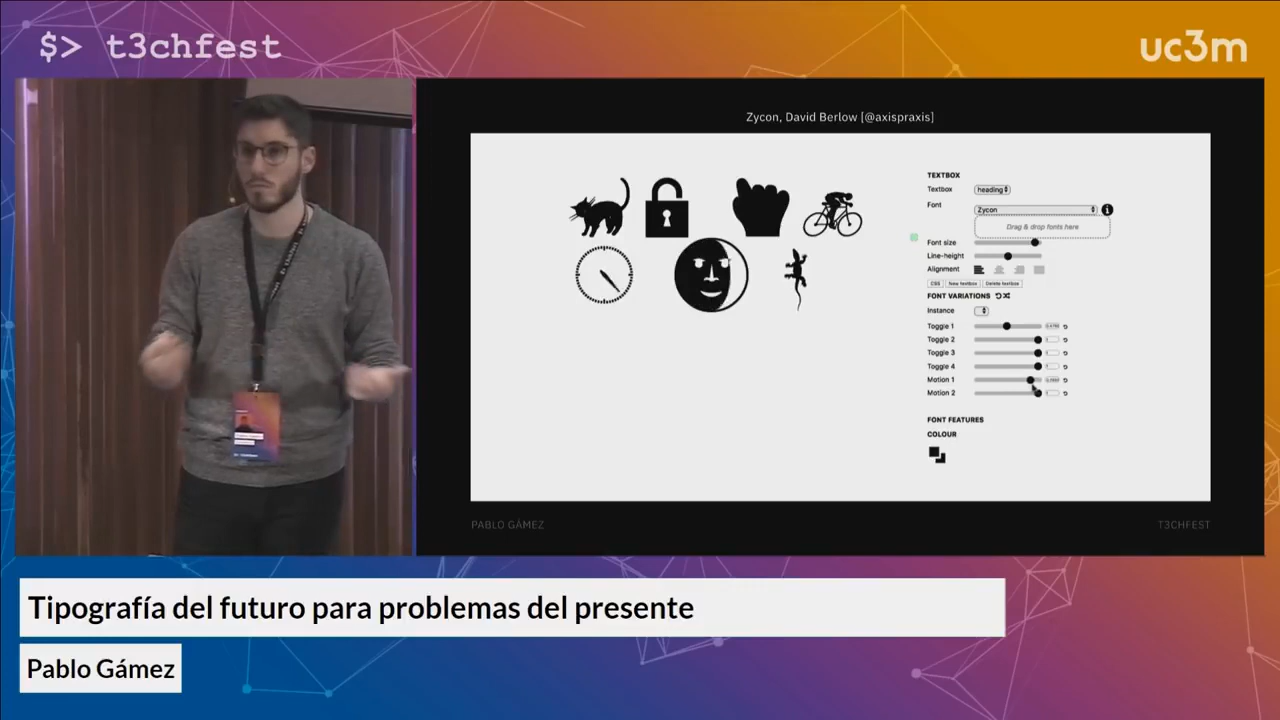 $> t3chfest
uc3m
Zycon, David Berlow [@axispraxis]
TEXTBOX
Textbox heading
Font Zycon
Drag & drop fonts here
Font size
Line-height
Alignment
CSS New textbox Delete textbox
FONT VARIATIONS
Instance
Toggle 1
Toggle 2
Toggle 3
Toggle 4
Motion 1
Motion 2
FONT FEATURES
COLOUR
PABLO GÁMEZ
T3CHFEST
Tipografía del futuro para problemas del presente
Pablo Gámez